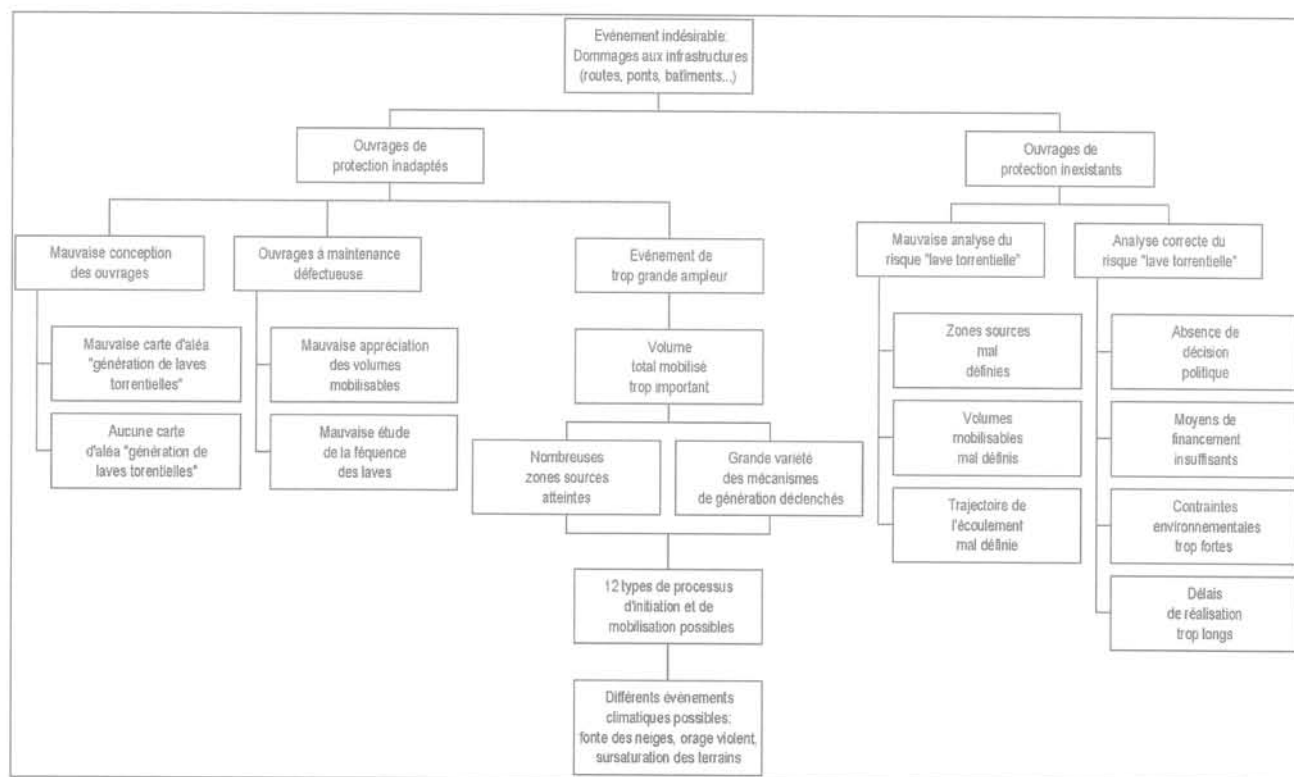 Evénement indésirable:
Dommages aux infrastructures
(routes, ponts, batîments...)
Ouvrages de
protection inadaptés
Ouvrages de
protection inexistants
Mauvaise conception
des ouvrages
Ouvrages à maintenance
défectueuse
Evénement de
trop grande ampleur
Mauvaise analyse du
risque "lave torrentielle"
Analyse correcte du
risque "lave torrentielle"
Mauvaise carte d'aléa
"génération de laves
torrentielles"
Aucune carte
d'aléa "génération de
laves torentielles"
Mauvaise appréciation
des volumes
mobilisables
Mauvaise étude
de la féquence
des laves
Volume
total mobilisé
trop important
Nombreuses
zones sources
atteintes
Grande variété
des mécanismes
de génération déclenchés
12 types de processus
d'initiation et de
mobilisation possibles
Différents événements
climatiques possibles:
fonte des neiges, orage violent,
sursaturation des terrains
Zones sources
mal
définies
Volumes
mobilisables
mal définis
Trajectoire de
l'écoulement
mal définie
Absence de
décision
politique
Moyens de
financement
insuffisants
Contraintes
environnementales
trop fortes
Délais
de réalisation
trop longs